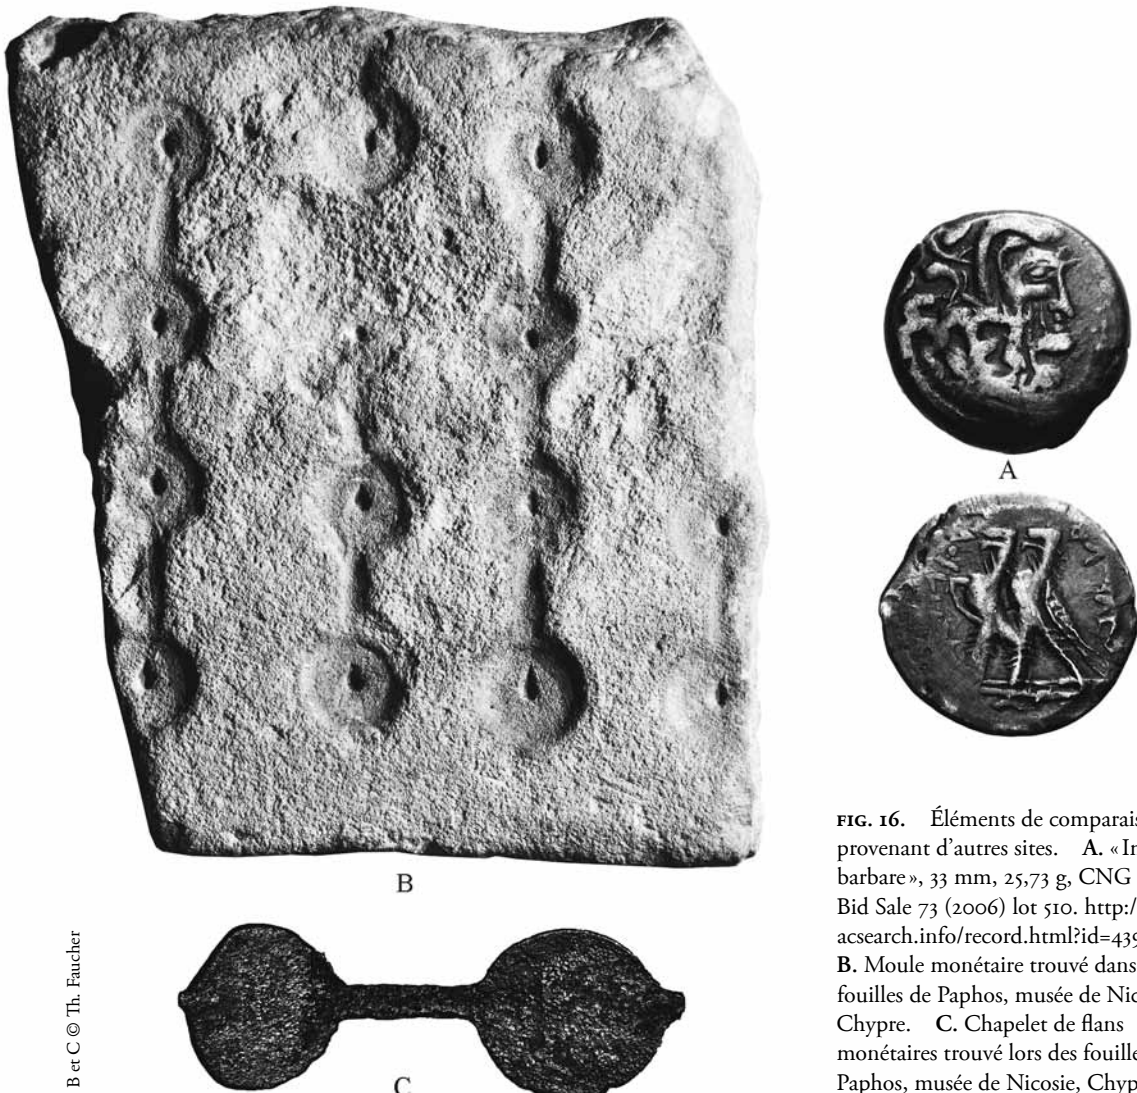 A
B
C
B et C © Th. Faucher
FIG. 16. Éléments de comparais
provenant d'autres sites. A. «In
barbare», 33 mm, 25,73 g, CNG
Bid Sale 73 (2006) lot 510. http:/
acsearch.info/record.html?id=439
B. Moule monétaire trouvé dans
fouilles de Paphos, musée de Nic
Chypre. C. Chapelet de flans
monétaires trouvé lors des fouille
Paphos, musée de Nicosie, Chyp